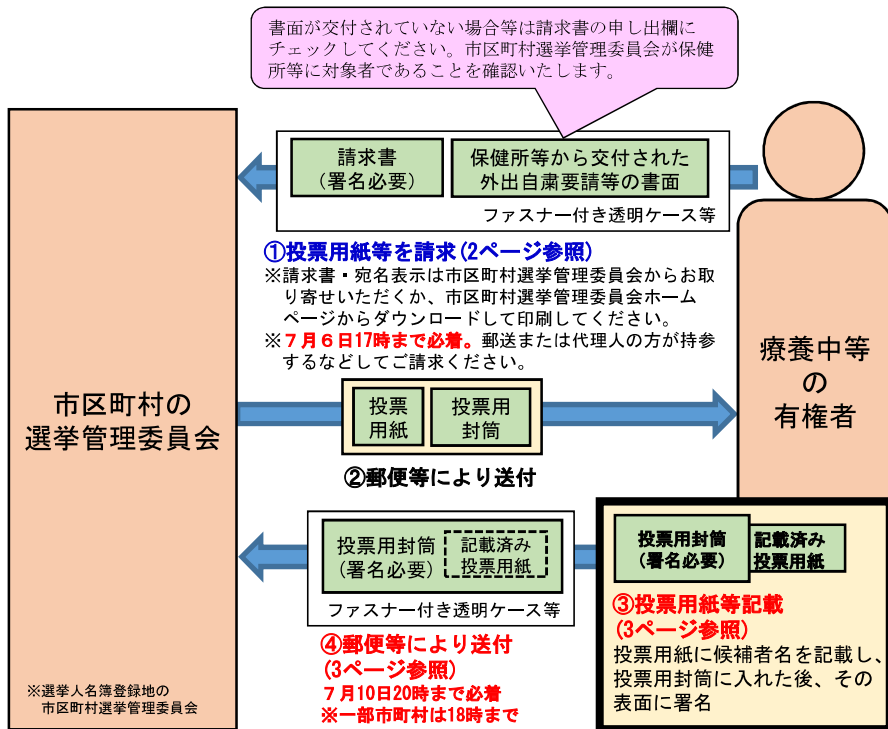 書面が交付されていない場合等は請求書の申し出欄に
チェックしてください。市区町村選挙管理委員会が保健
所等に対象者であることを確認いたします。
請求書
(署名必要)
保健所等から交付された
外出自粛要請等の書面
ファスナー付き透明ケース等
①投票用紙等を請求(2ページ参照)
※請求書・宛名表示は市区町村選挙管理委員会からお取
り寄せいただくか、市区町村選挙管理委員会ホーム
ページからダウンロードして印刷してください。
※7月6日17時まで必着。郵送または代理人の方が持参
するなどしてご請求ください。
市区町村の
選挙管理委員会
療養中等
の
有権者
投票
用紙
投票用
封筒
②郵便等により送付
投票用封筒
(署名必要)
記載済み
投票用紙
ファスナー付き透明ケース等
④郵便等により送付
(3ページ参照)
7月10日20時まで必着
※一部市町村は18時まで
投票用封筒
(署名必要)
記載済み
投票用紙
③投票用紙等記載
(3ページ参照)
投票用紙に候補者名を記載し、
投票用封筒に入れた後、その
表面に署名
※選挙人名簿登録地の
市区町村選挙管理委員会